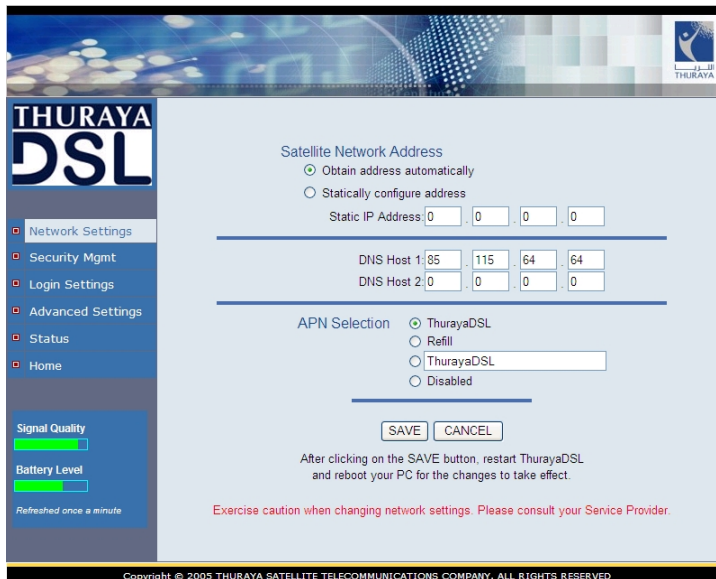 الثريا
THURAYA
THURAYA
DSL
Network Settings
Security Mgmt
Login Settings
Advanced Settings
Status
Home
Signal Quality
Battery Level
Refreshed once a minute
Satellite Network Address
Obtain address automatically
Statically configure address
Static IP Address: 0 . 0 . 0 . 0
DNS Host 1: 85 . 115 . 64 . 64
DNS Host 2: 0 . 0 . 0 . 0
APN Selection
ThurayaDSL
Refill
ThurayaDSL
Disabled
SAVE CANCEL
After clicking on the SAVE button, restart ThurayaDSL
and reboot your PC for the changes to take effect.
Exercise caution when changing network settings. Please consult your Service Provider.
Copyright © 2005 THURAYA SATELLITE TELECOMMUNICATIONS COMPANY. ALL RIGHTS RESERVED